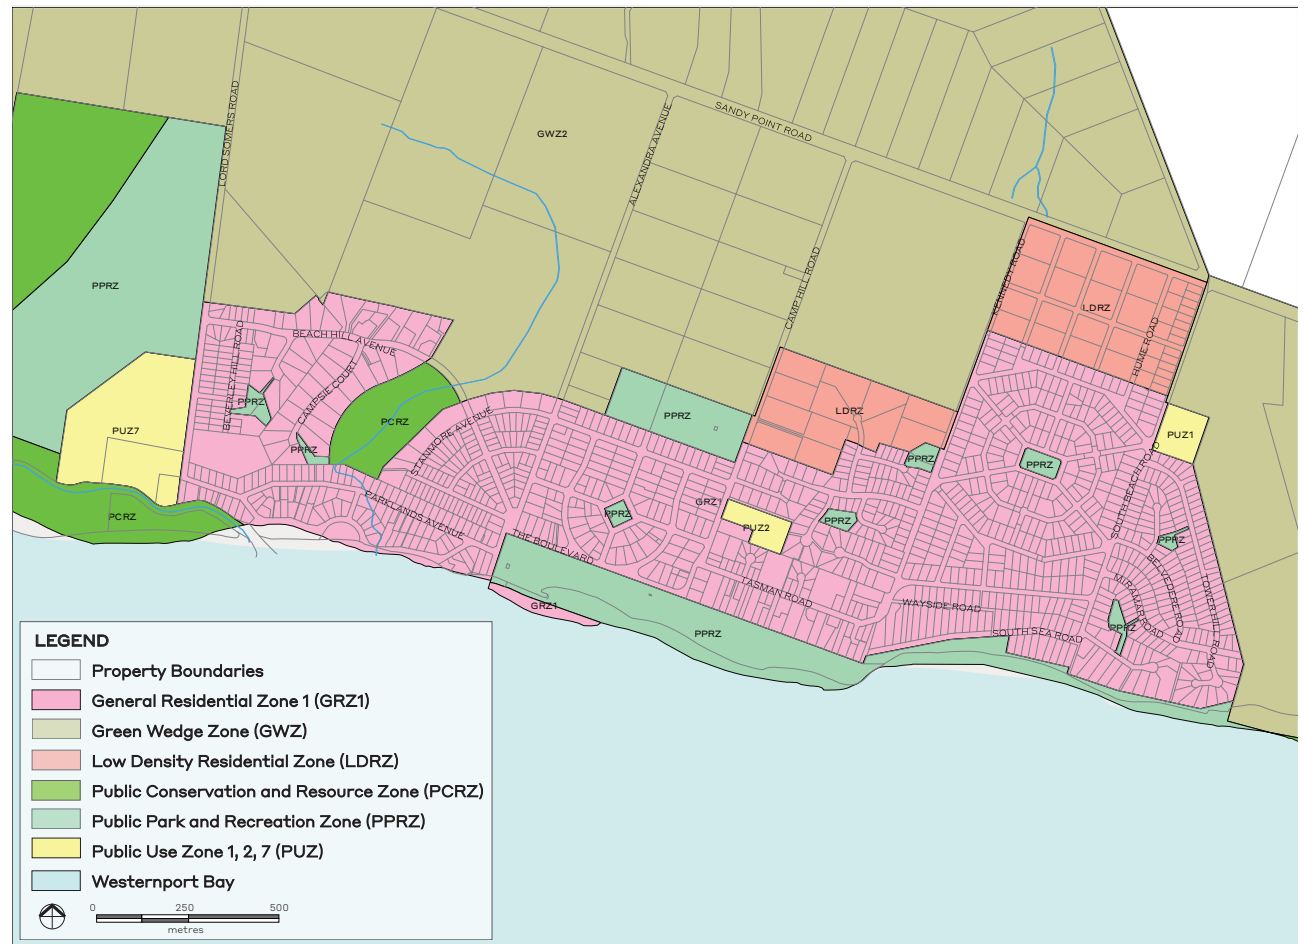 LORD SOMERS ROAD
SANDY POINT ROAD
GWZ2
ALEXANDRA AVENUE
PPRZ
CAMP HILL ROAD
KENNEDY ROAD
LDRZ
HUME ROAD
BEACH HILL AVENUE
BEVERLEY HILL ROAD
CAMPSIE COURT
PPRZ
PCRZ
PPRZ
LDRZ
PUZ7
STANMORE AVENUE
PUZ1
PPRZ
PPRZ
PPRZ
SOUTH BEACH ROAD
PCRZ
PARKLANDS AVENUE
GRZ1
PPRZ
PUZ2
PPRZ
PPRZ
THE BOULEVARD
BELVEDERE ROAD
TASMAN ROAD
MIRAMAR ROAD
TOWER HILL ROAD
GRZ1
WAYSIDE ROAD
PPRZ
PPRZ
SOUTH SEA ROAD
LEGEND
Property Boundaries
General Residential Zone 1 (GRZ1)
Green Wedge Zone (GWZ)
Low Density Residential Zone (LDRZ)
Public Conservation and Resource Zone (PCRZ)
Public Park and Recreation Zone (PPRZ)
Public Use Zone 1, 2, 7 (PUZ)
Westernport Bay
0 250 500
metres